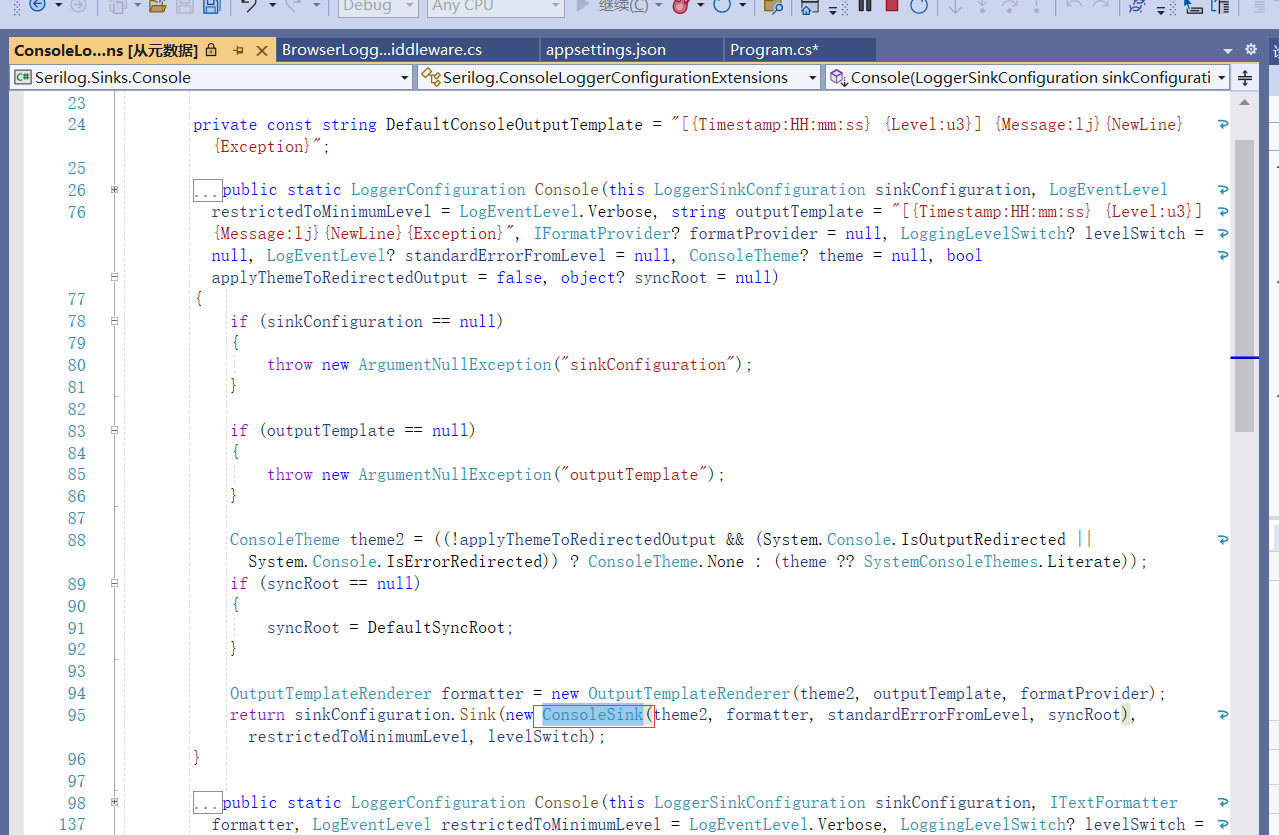 Debug Any CPU 继续(C)
ConsoleLo...ns [从元数据] BrowserLogg...iddleware.cs appsettings.json Program.cs*
C# Serilog.Sinks.Console Serilog.ConsoleLoggerConfigurationExtensions Console(LoggerSinkConfiguration sinkConfigurati
23
24 private const string DefaultConsoleOutputTemplate = "[{Timestamp:HH:mm:ss} {Level:u3}] {Message:lj}{NewLine}
{Exception}";
25
26 ...public static LoggerConfiguration Console(this LoggerSinkConfiguration sinkConfiguration, LogEventLevel
76 restrictedToMinimumLevel = LogEventLevel.Verbose, string outputTemplate = "[{Timestamp:HH:mm:ss} {Level:u3}]
{Message:lj}{NewLine}{Exception}", IFormatProvider? formatProvider = null, LoggingLevelSwitch? levelSwitch =
null, LogEventLevel? standardErrorFromLevel = null, ConsoleTheme? theme = null, bool
applyThemeToRedirectedOutput = false, object? syncRoot = null)
77 {
78 if (sinkConfiguration == null)
79 {
80 throw new ArgumentNullException("sinkConfiguration");
81 }
82
83 if (outputTemplate == null)
84 {
85 throw new ArgumentNullException("outputTemplate");
86 }
87
88 ConsoleTheme theme2 = ((!applyThemeToRedirectedOutput && (System.Console.IsOutputRedirected ||
System.Console.IsErrorRedirected)) ? ConsoleTheme.None : (theme ?? SystemConsoleThemes.Literate));
89 if (syncRoot == null)
90 {
91 syncRoot = DefaultSyncRoot;
92 }
93
94 OutputTemplateRenderer formatter = new OutputTemplateRenderer(theme2, outputTemplate, formatProvider);
95 return sinkConfiguration.Sink(new ConsoleSink(theme2, formatter, standardErrorFromLevel, syncRoot),
restrictedToMinimumLevel, levelSwitch);
96 }
97
98 ...public static LoggerConfiguration Console(this LoggerSinkConfiguration sinkConfiguration, ITextFormatter
137 formatter, LogEventLevel restrictedToMinimumLevel = LogEventLevel.Verbose, LoggingLevelSwitch? levelSwitch =